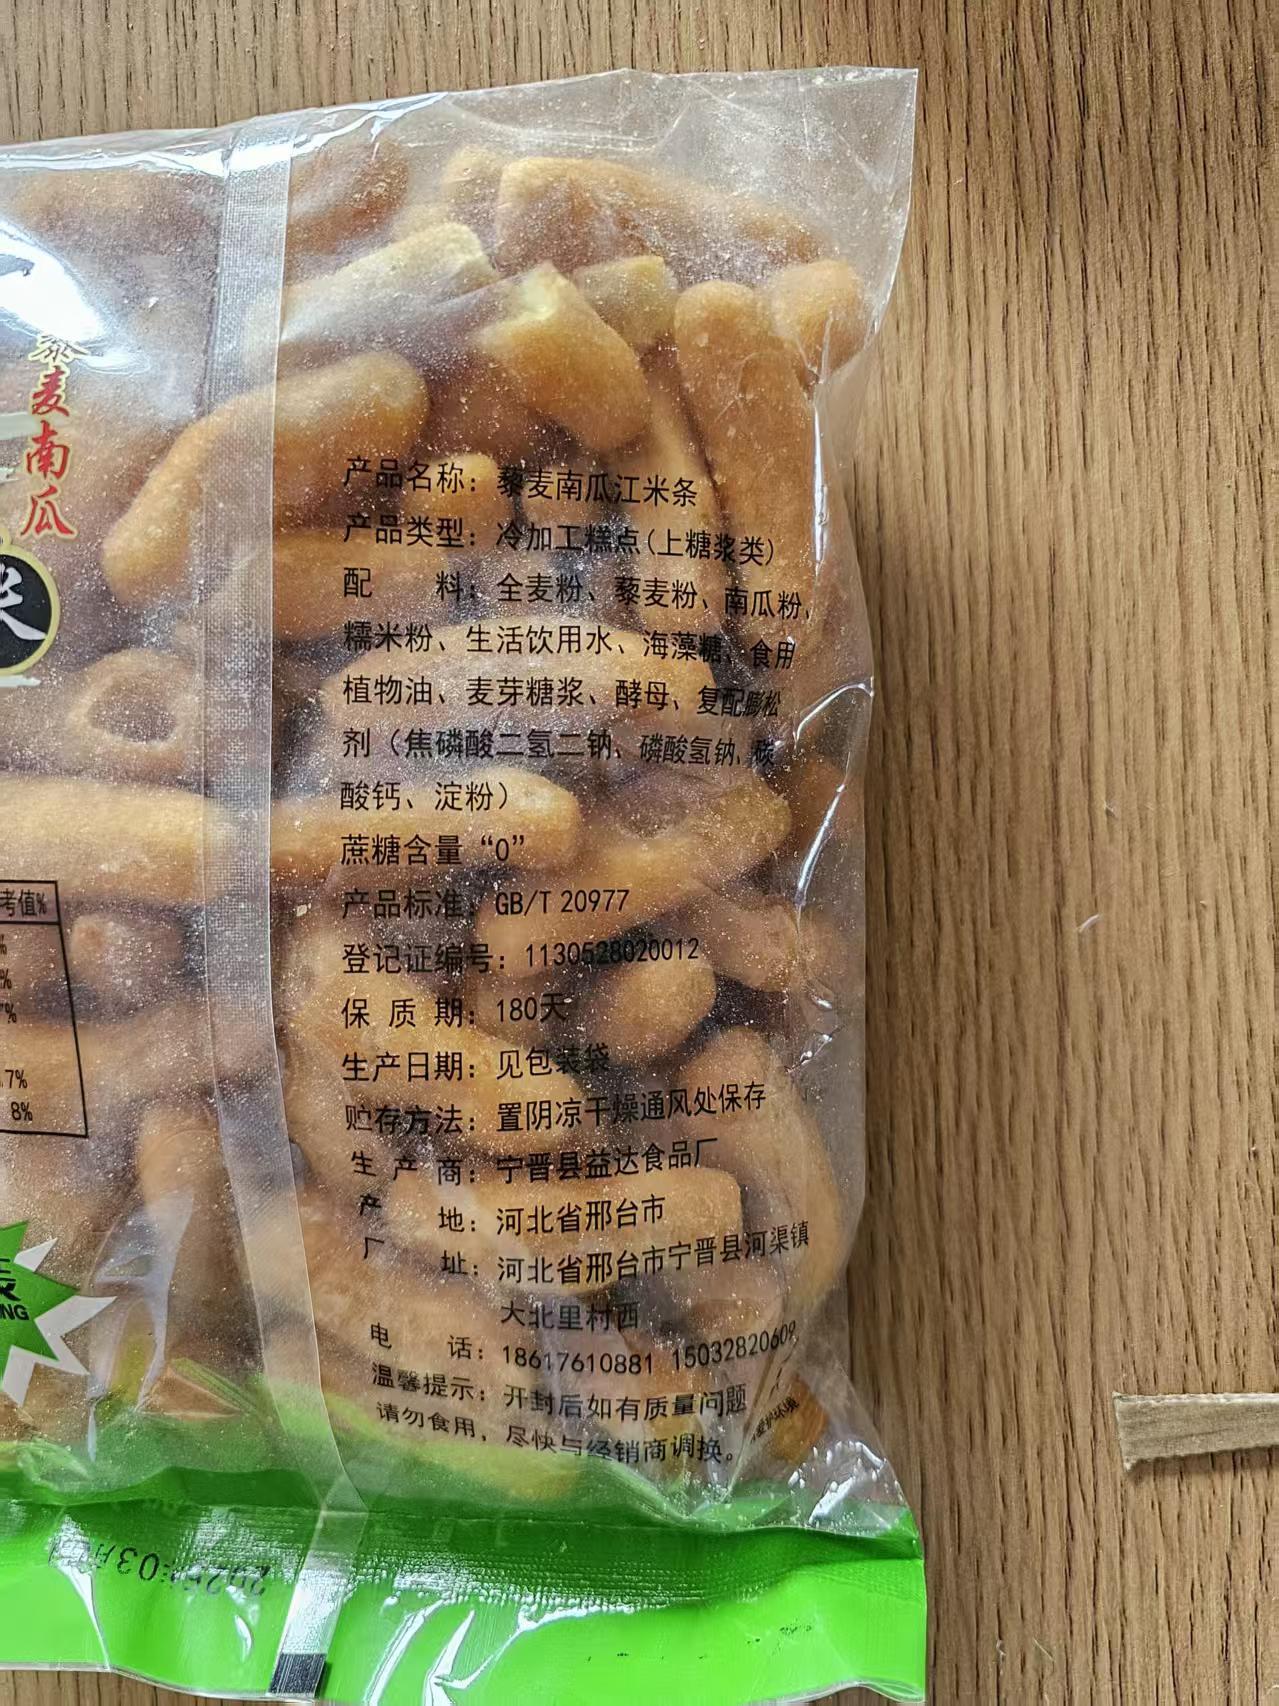 藜麦南瓜
米
考值%
%
%
%
.7%
8%
产品名称：藜麦南瓜江米条
产品类型：冷加工糕点(上糖浆类)
配 料：全麦粉、藜麦粉、南瓜粉、
糯米粉、生活饮用水、海藻糖、食用
植物油、麦芽糖浆、酵母、复配膨松
剂（焦磷酸二氢二钠、磷酸氢钠、碳
酸钙、淀粉）
蔗糖含量“0”
产品标准：GB/T 20977
登记证编号：1130528020012
保 质 期：180天
生产日期：见包装袋
贮存方法：置阴凉干燥通风处保存
生 产 商：宁晋县益达食品厂
产 地：河北省邢台市
厂 址：河北省邢台市宁晋县河渠镇
大北里村西
电 话：18617610881 15032820609
温馨提示：开封后如有质量问题
请勿食用，尽快与经销商调换。
NG